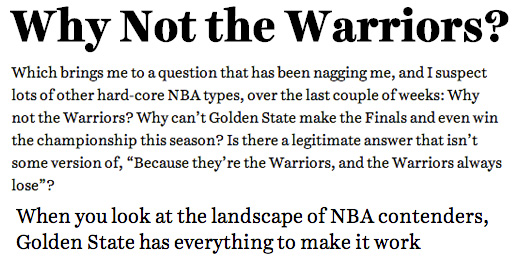 Why Not the Warriors?
Which brings me to a question that has been nagging me, and I suspect
lots of other hard-core NBA types, over the last couple of weeks: Why
not the Warriors? Why can’t Golden State make the Finals and even win
the championship this season? Is there a legitimate answer that isn’t
some version of, “Because they’re the Warriors, and the Warriors always
lose”?
When you look at the landscape of NBA contenders,
Golden State has everything to make it work